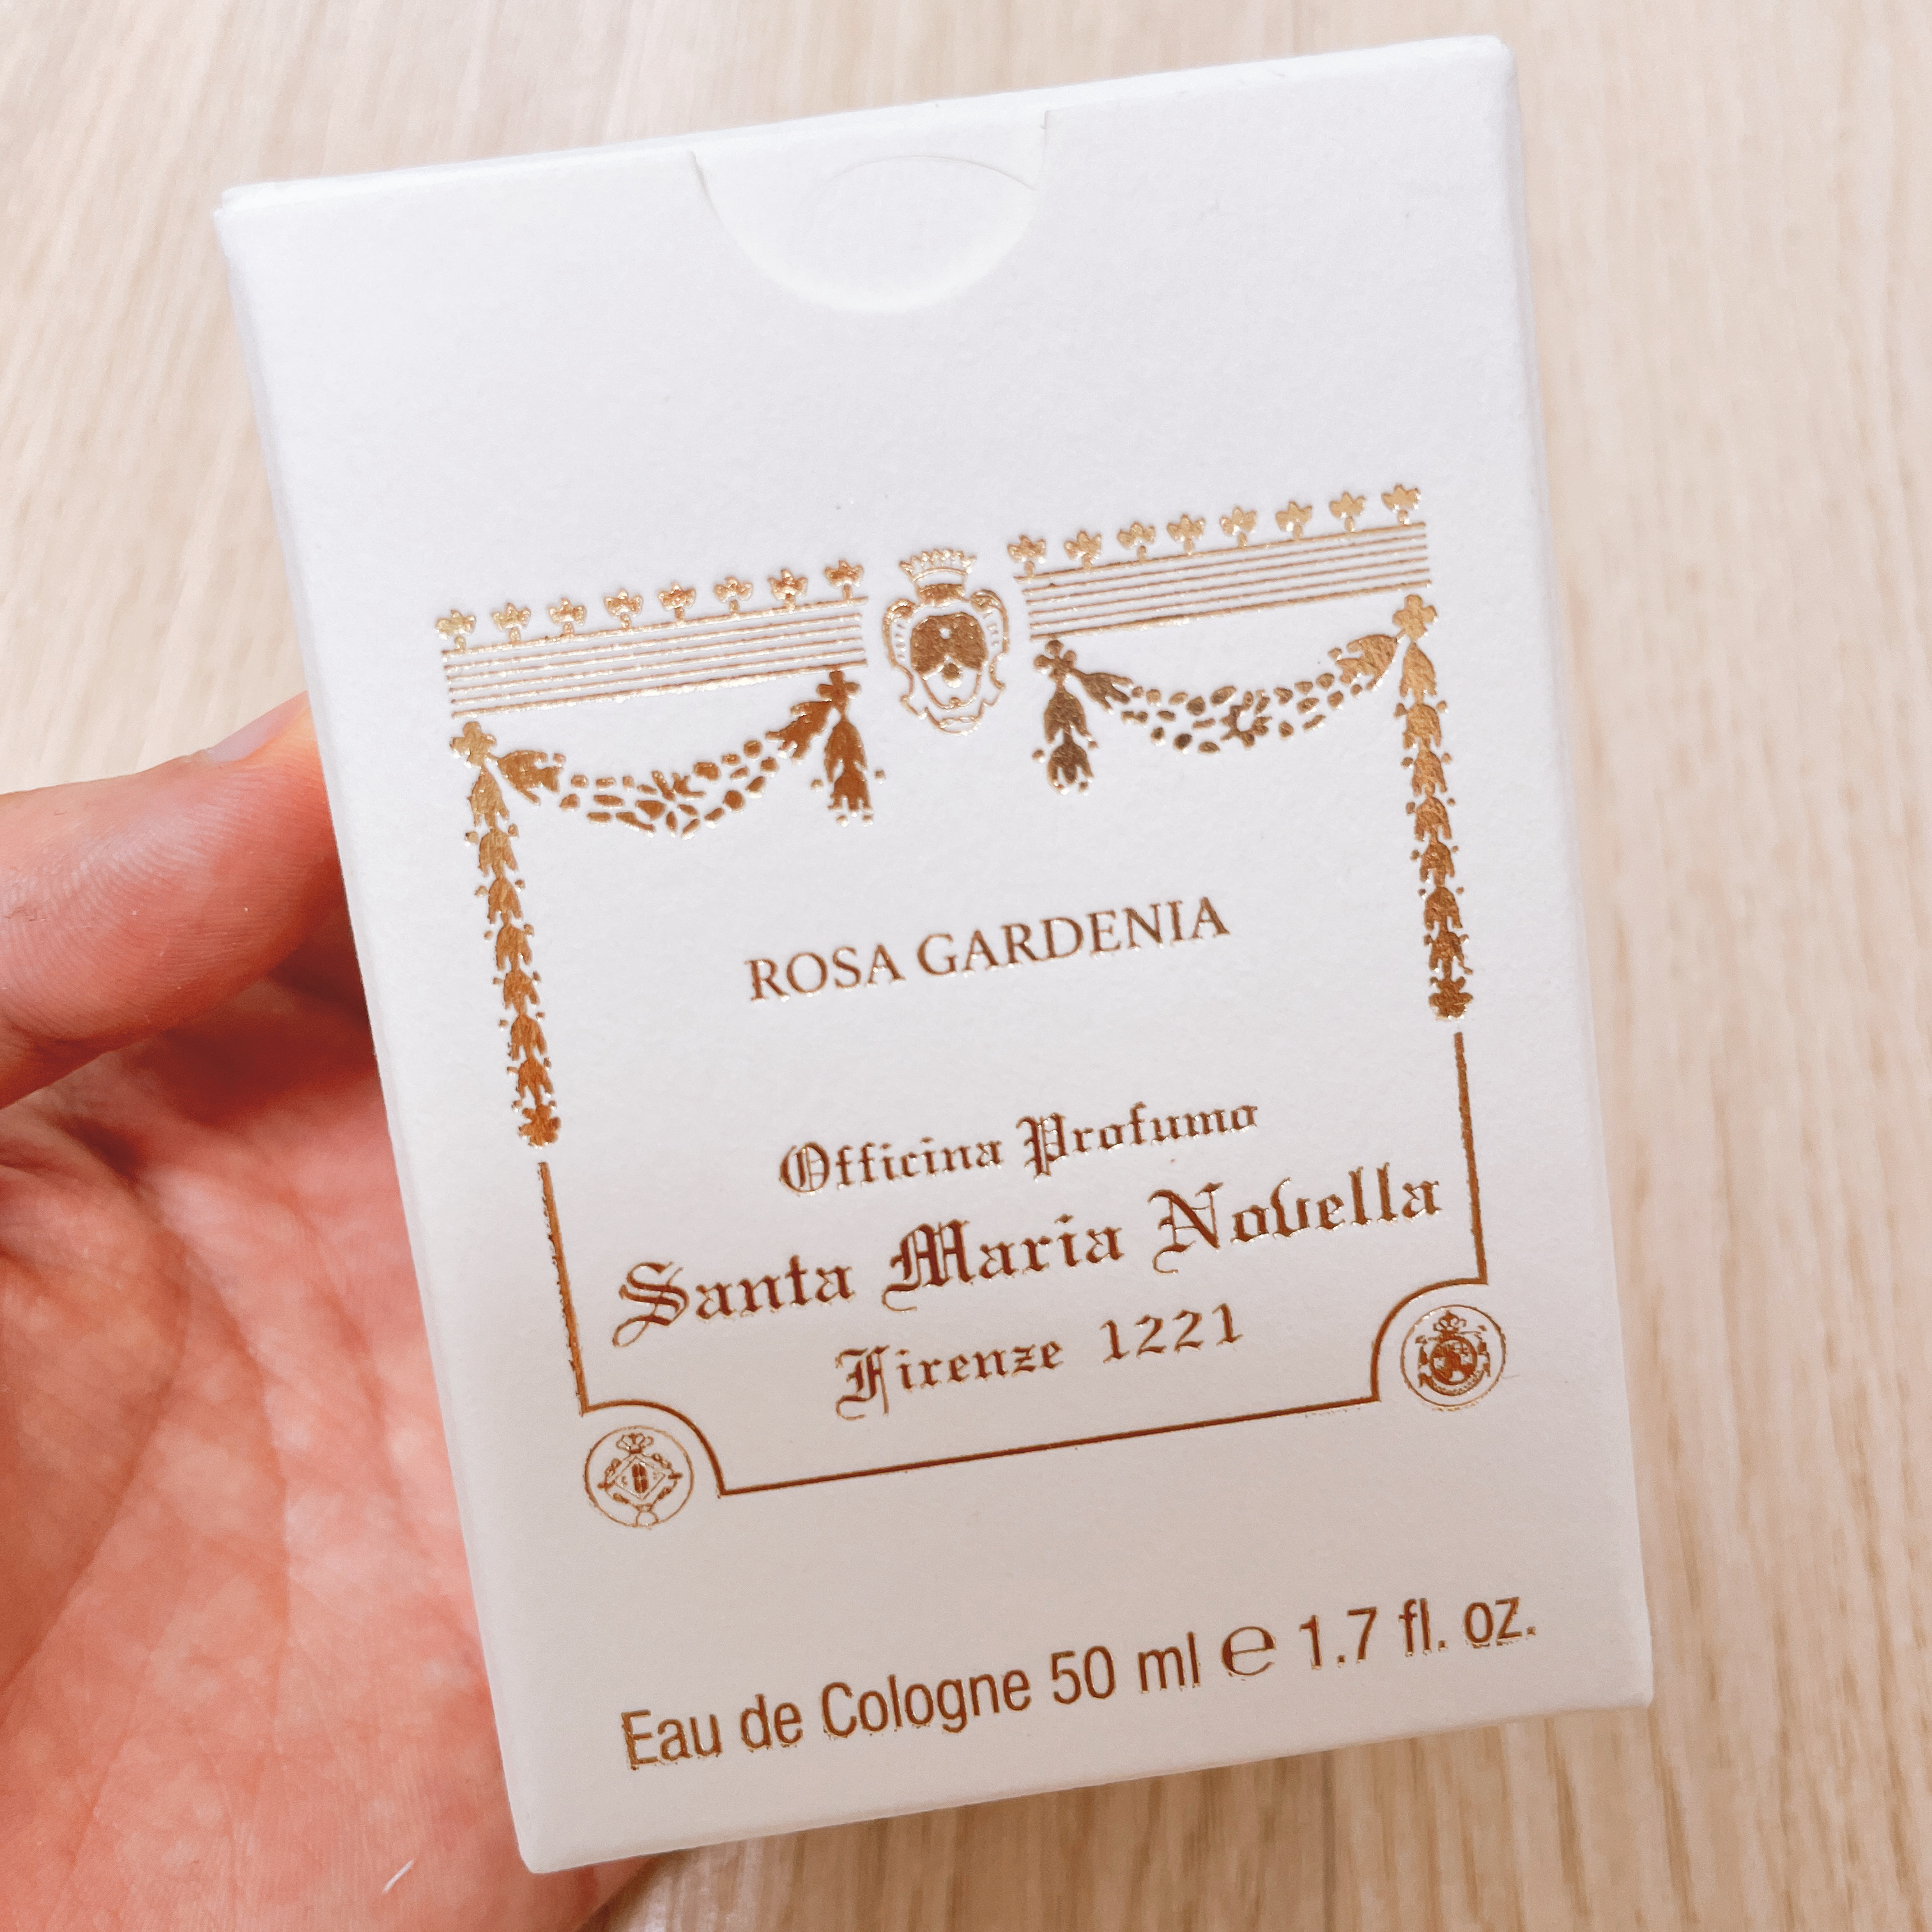 ROSA GARDENIA
Officina Profumo
Santa Maria Novella
Firenze 1221
Eau de Cologne 50 ml ℮ 1.7 fl. oz.